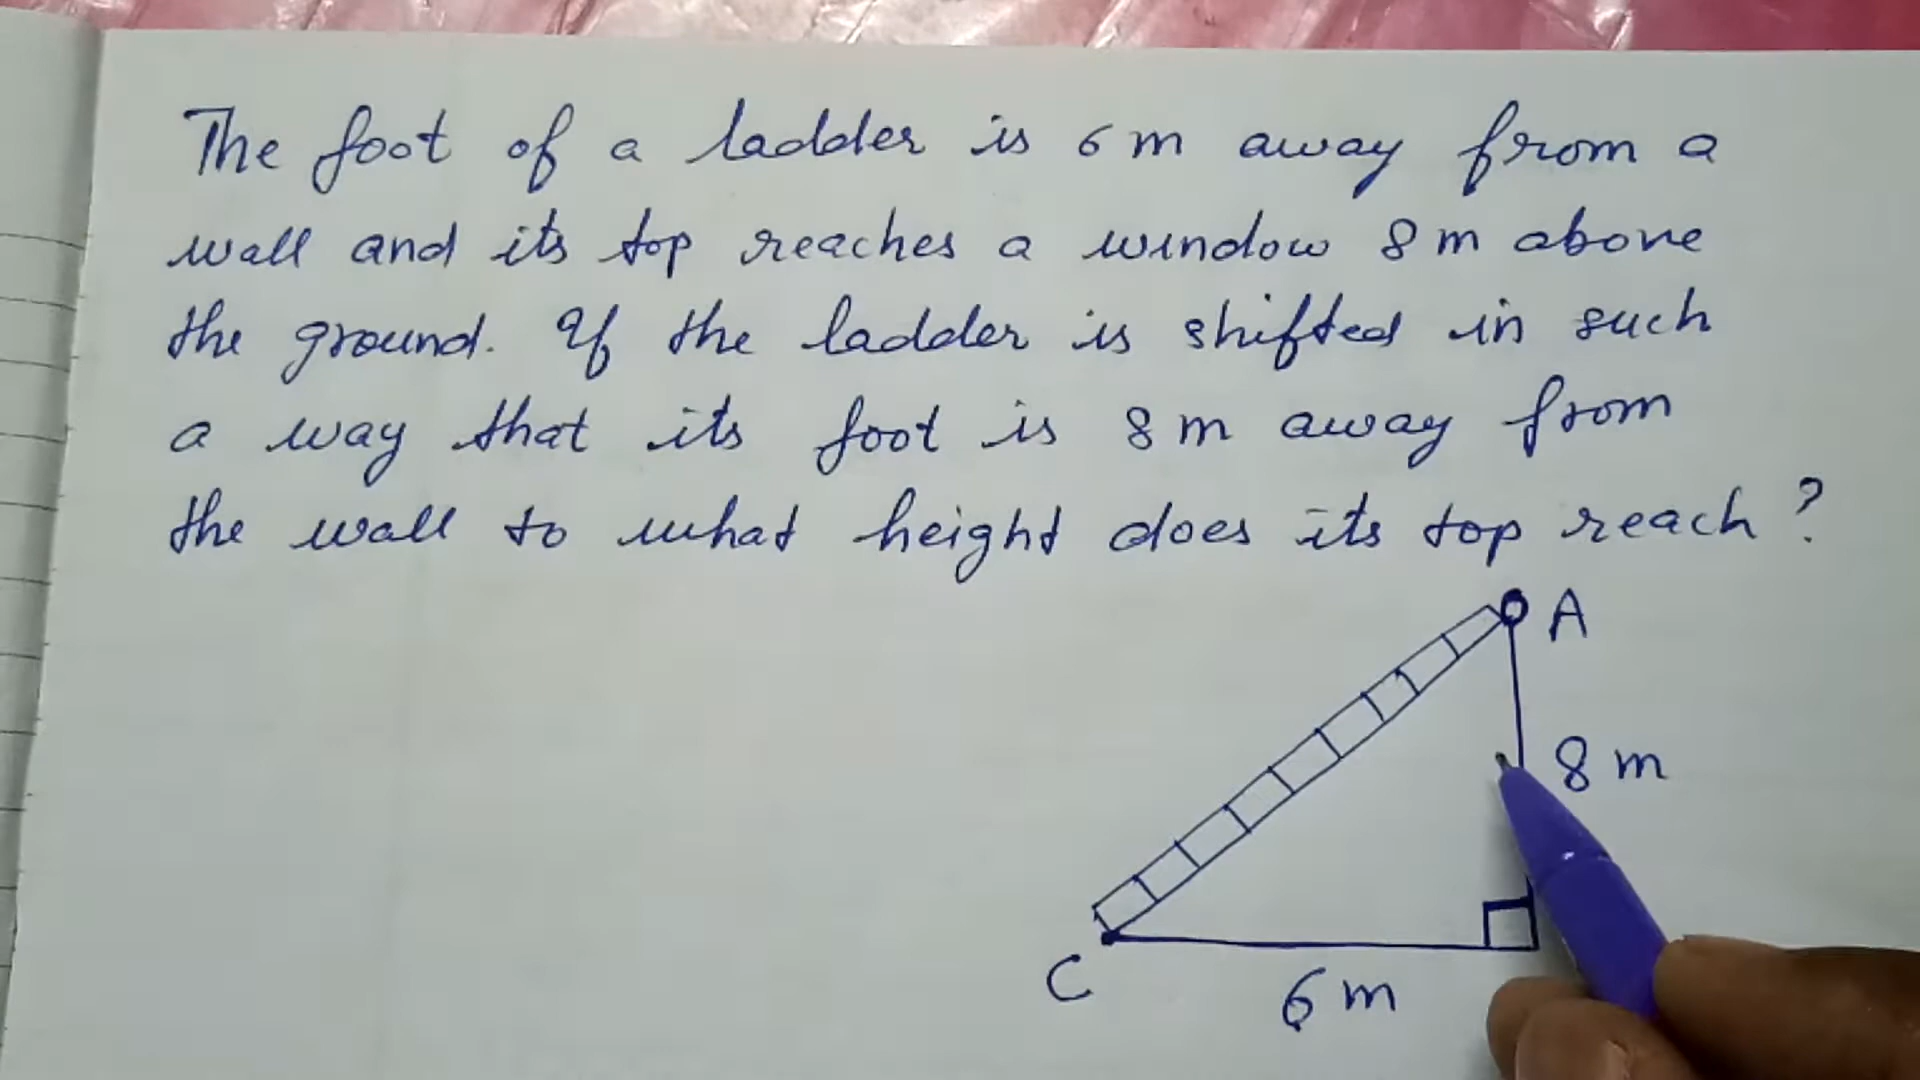 The foot of a ladder is 6 m away from a
wall and its top reaches a window 8 m above
the ground. If the ladder is shifted in such
a way that its foot is 8 m away from
the wall to what height does its top reach ?
A
8 m
C
6 m